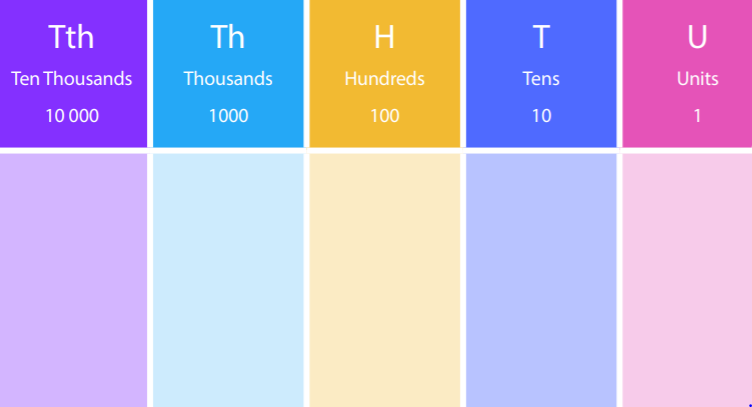 Tth Th H T U
Ten Thousands Thousands Hundreds Tens Units
10 000 1000 100 10 1